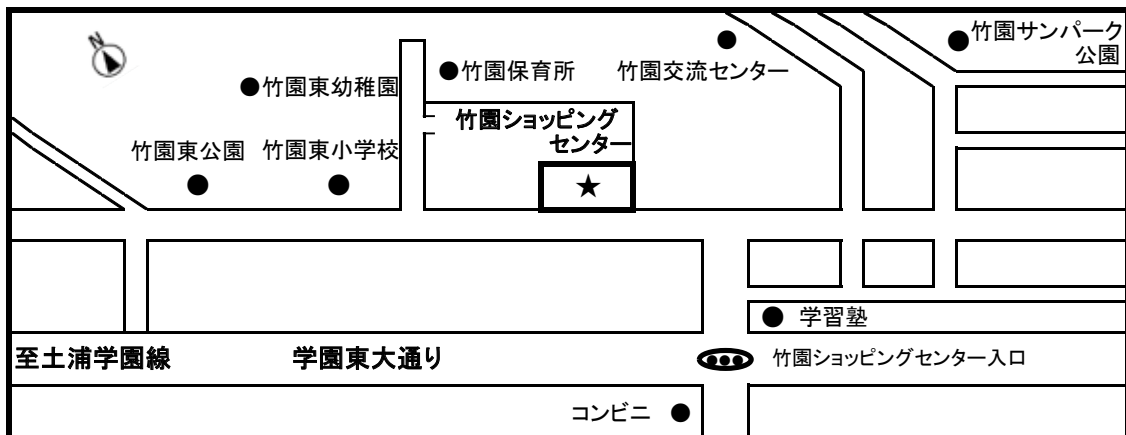 N
竹園サンパーク
公園
竹園保育所
竹園交流センター
竹園東幼稚園
竹園ショッピング
センター
竹園東公園
竹園東小学校
★
学習塾
至土浦学園線
学園東大通り
竹園ショッピングセンター入口
コンビニ